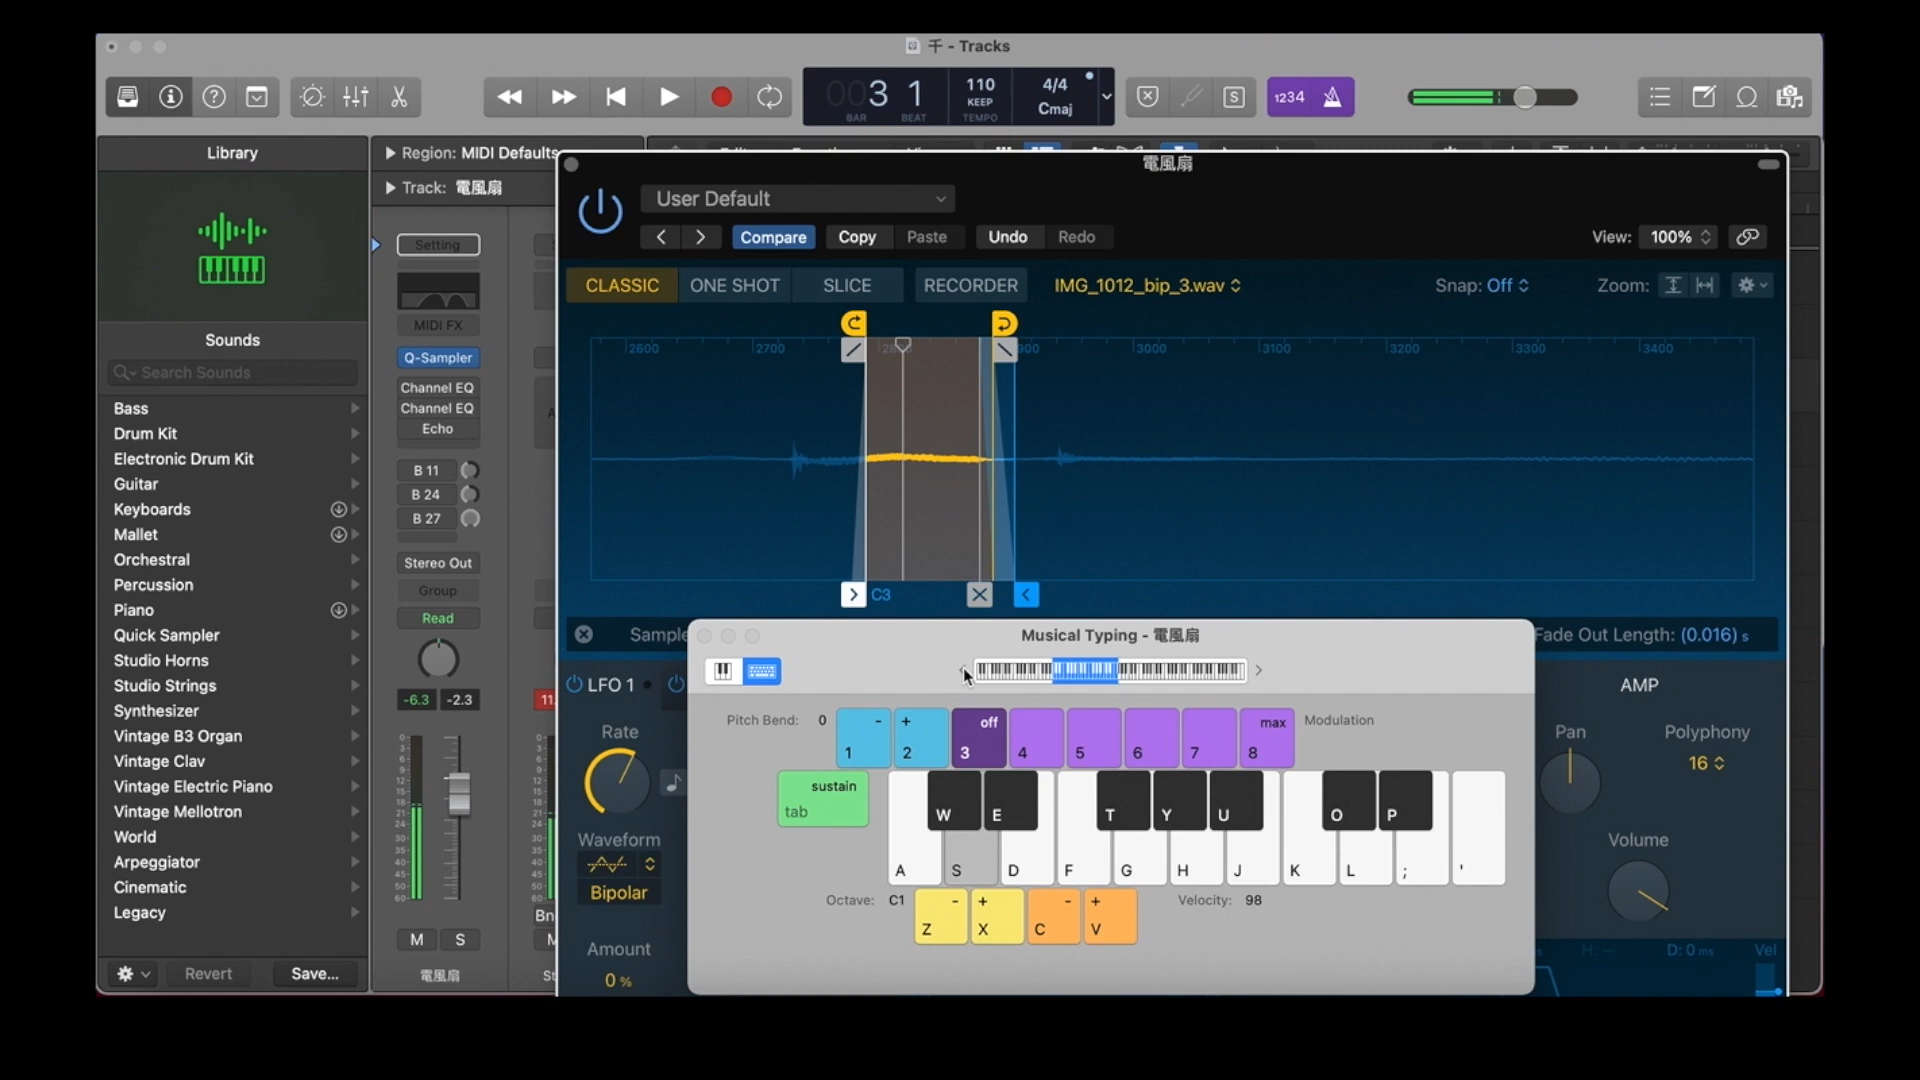 千 - Tracks
3 1
BAR BEAT
110
KEEP
TEMPO
4/4
Cmaj
S
1234
Library
Sounds
Search Sounds
Bass
Drum Kit
Electronic Drum Kit
Guitar
Keyboards
Mallet
Orchestral
Percussion
Piano
Quick Sampler
Studio Horns
Studio Strings
Synthesizer
Vintage B3 Organ
Vintage Clav
Vintage Electric Piano
Vintage Mellotron
World
Arpeggiator
Cinematic
Legacy
Revert
Save...
Region: MIDI Defaults
Track: 電風扇
Setting
MIDI FX
Q-Sampler
Channel EQ
Channel EQ
Echo
B 11
B 24
B 27
Stereo Out
Group
Read
-6.3 -2.3
M S
電風扇
電風扇
User Default
Compare Copy Paste Undo Redo
View: 100%
CLASSIC ONE SHOT SLICE RECORDER IMG_1012_bip_3.wav Snap: Off Zoom:
2600 2700 3000 3100 3200 3300 3400
C3
Fade Out Length: (0.016) s
LFO 1
Rate
Waveform
Bipolar
Amount
0 %
AMP
Pan Polyphony
16
Volume
D: 0 ms Vel
Musical Typing - 電風扇
Pitch Bend: 0 - + off max Modulation
1 2 3 4 5 6 7 8
sustain
tab
W E T Y U O P
A S D F G H J K L ; '
Octave: C1 - + - + Velocity: 98
Z X C V